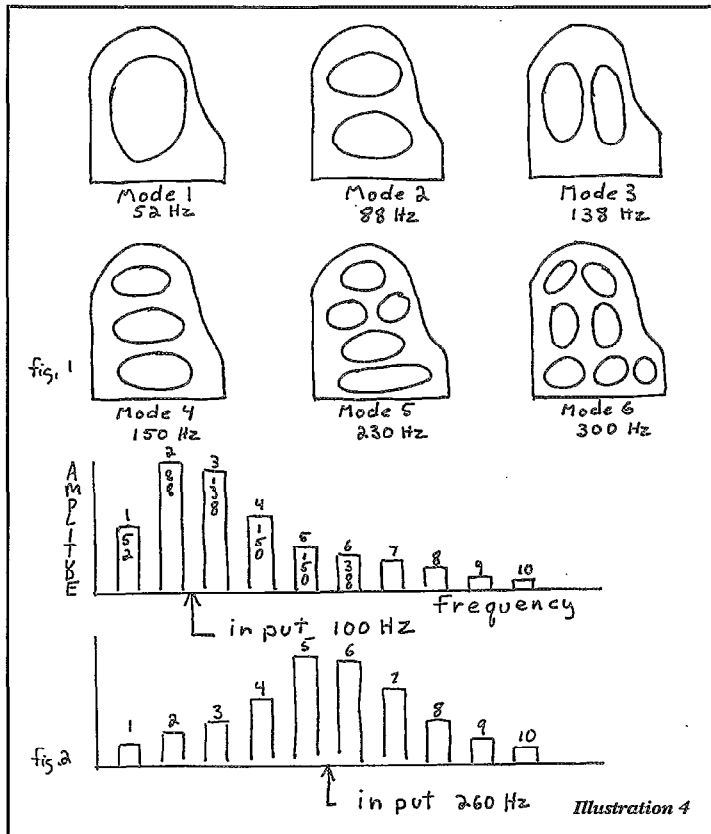 Mode 1
52 Hz
Mode 2
88 Hz
Mode 3
138 Hz
fig. 1
Mode 4
150 Hz
Mode 5
230 Hz
Mode 6
300 Hz
AMPLITUDE
1 2 3 4 5 6 7 8 9 10
52 88 138 150 150 388
frequency
input 100 Hz
fig. 2
1 2 3 4 5 6 7 8 9 10
input 260 Hz
Illustration 4